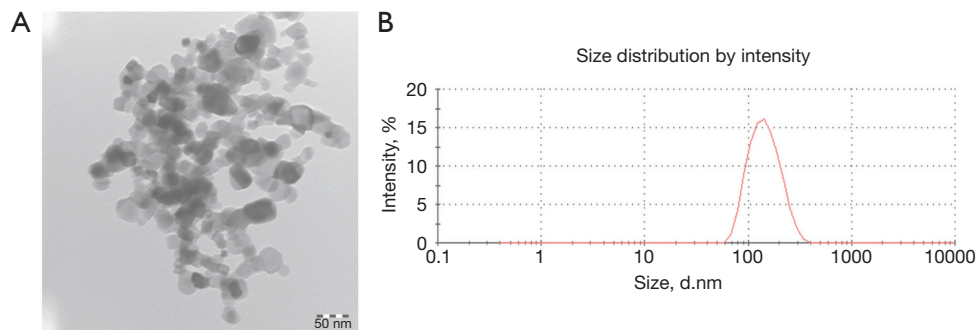 A
50 nm
B
Size distribution by intensity
Intensity, %
20
15
10
5
0
0.1 1 10 100 1000 10000
Size, d.nm